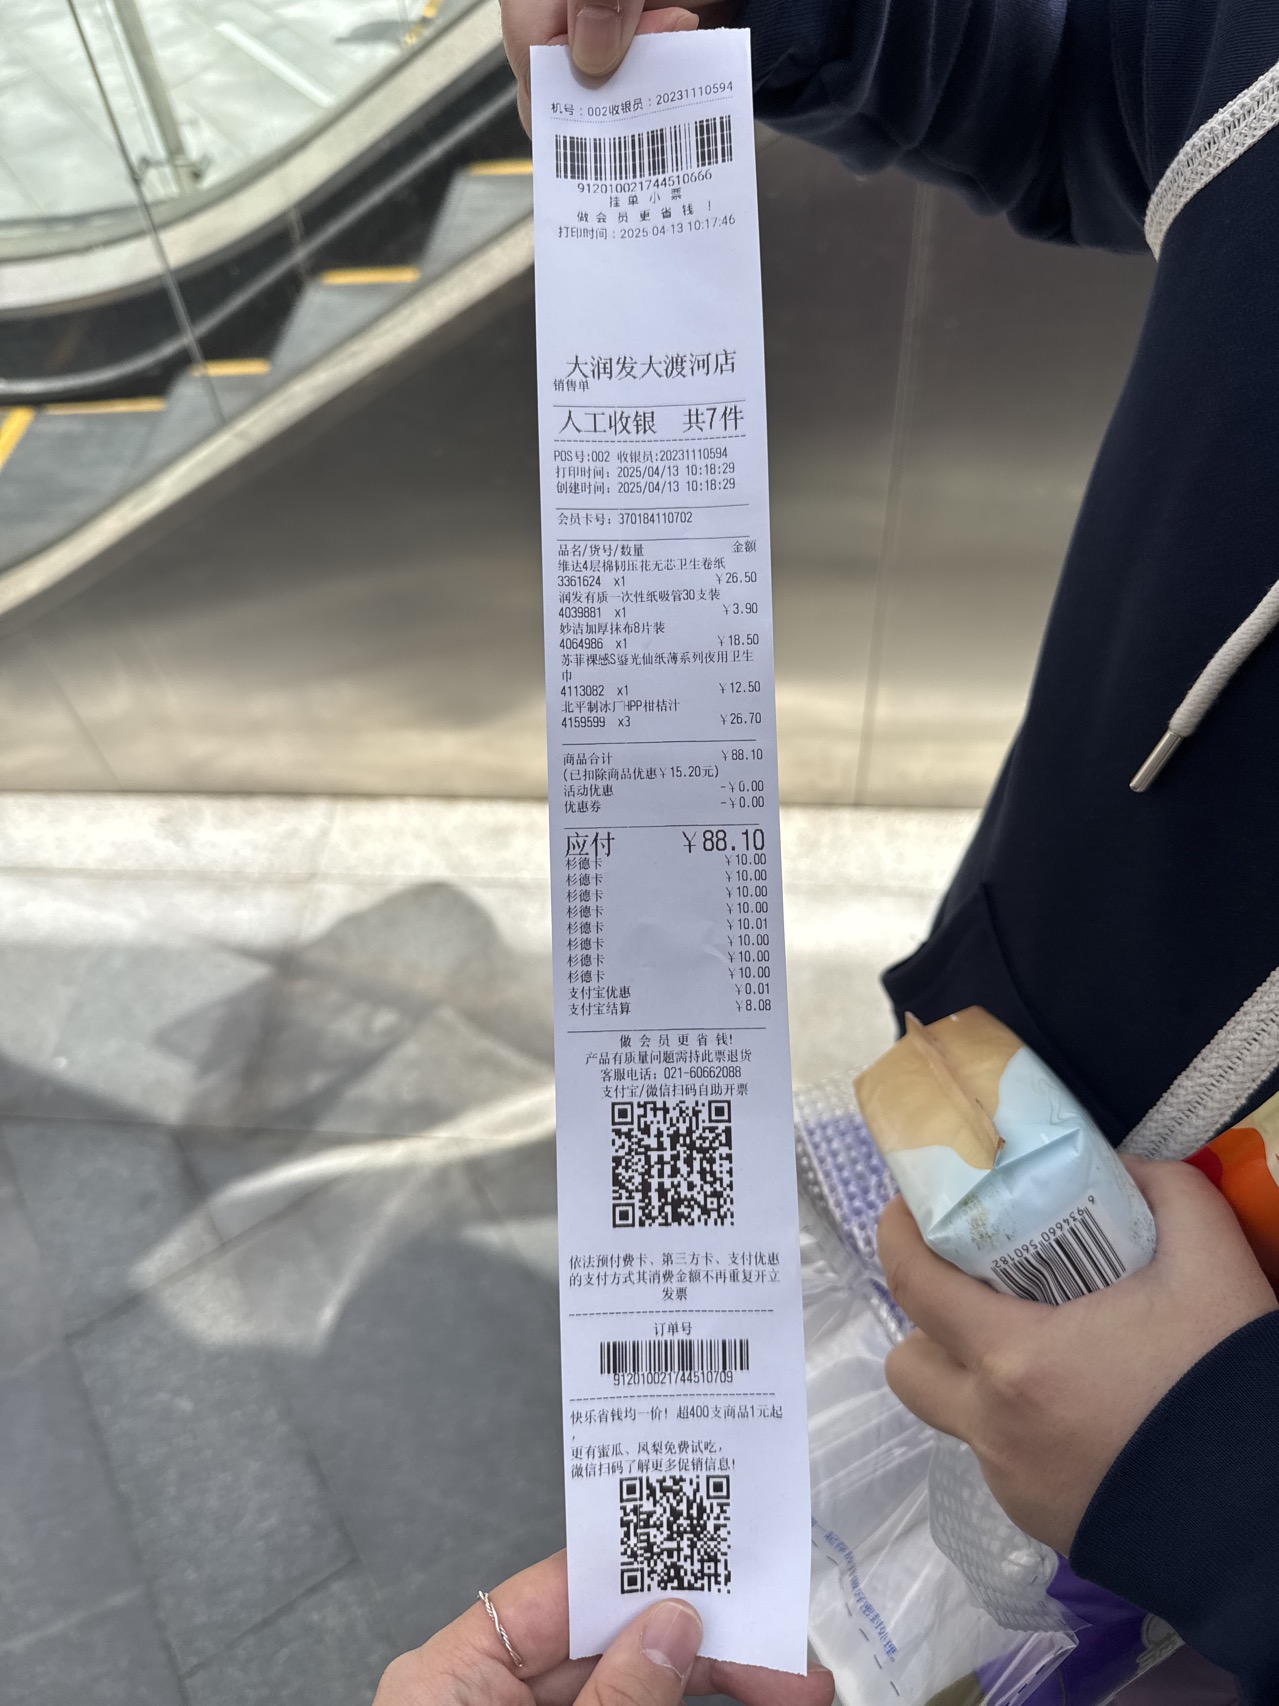 机号：002收银员：20231110594
912010021744510666
挂 单 小 票
做 会 员 更 省 钱 ！
打印时间：2025-04-13 10:17:46
大润发大渡河店
销售单
人工收银 共7件
POS号:002 收银员:20231110594
打印时间: 2025/04/13 10:18:29
创建时间: 2025/04/13 10:18:29
会员卡号: 370184110702
品名/货号/数量 金额
维达4层棉韧压花无芯卫生卷纸
3361624 x1 ￥26.50
润发有质一次性纸吸管30支装
4039881 x1 ￥3.90
妙洁加厚抹布8片装
4064986 x1 ￥18.50
苏菲裸感S鎏光仙纸薄系列夜用卫生
巾
4113082 x1 ￥12.50
北平制冰厂HPP柑桔汁
4159599 x3 ￥26.70
商品合计 ￥88.10
(已扣除商品优惠￥15.20元)
活动优惠 -￥0.00
优惠券 -￥0.00
应付 ￥88.10
杉德卡 ￥10.00
杉德卡 ￥10.00
杉德卡 ￥10.00
杉德卡 ￥10.00
杉德卡 ￥10.01
杉德卡 ￥10.00
杉德卡 ￥10.00
杉德卡 ￥10.00
支付宝优惠 ￥0.01
支付宝结算 ￥8.08
做 会 员 更 省 钱!
产品有质量问题需持此票退货
客服电话: 021-60662088
支付宝/微信扫码自助开票
依法预付费卡、第三方卡、支付优惠
的支付方式其消费金额不再重复开立
发票
订单号
912010021744510709
快乐省钱均一价! 超400支商品1元起
,
更有蜜瓜、凤梨免费试吃,
微信扫码了解更多促销信息!
6 934660 560182